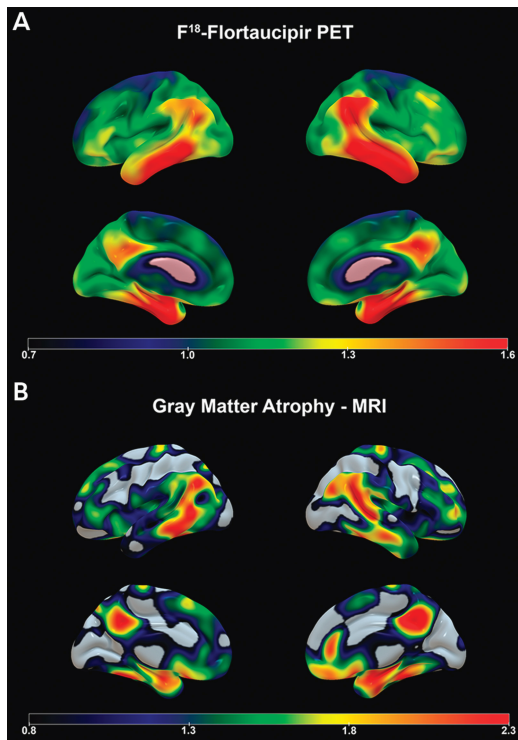 A
F18-Flortaucipir PET
0.7 1.0 1.3 1.6
B
Gray Matter Atrophy - MRI
0.8 1.3 1.8 2.3